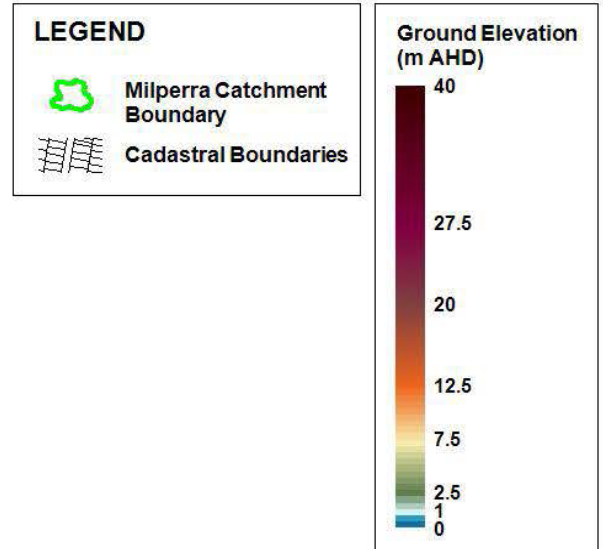 LEGEND
Milperra Catchment
Boundary
Cadastral Boundaries
Ground Elevation
(m AHD)
40
27.5
20
12.5
7.5
2.5
1
0